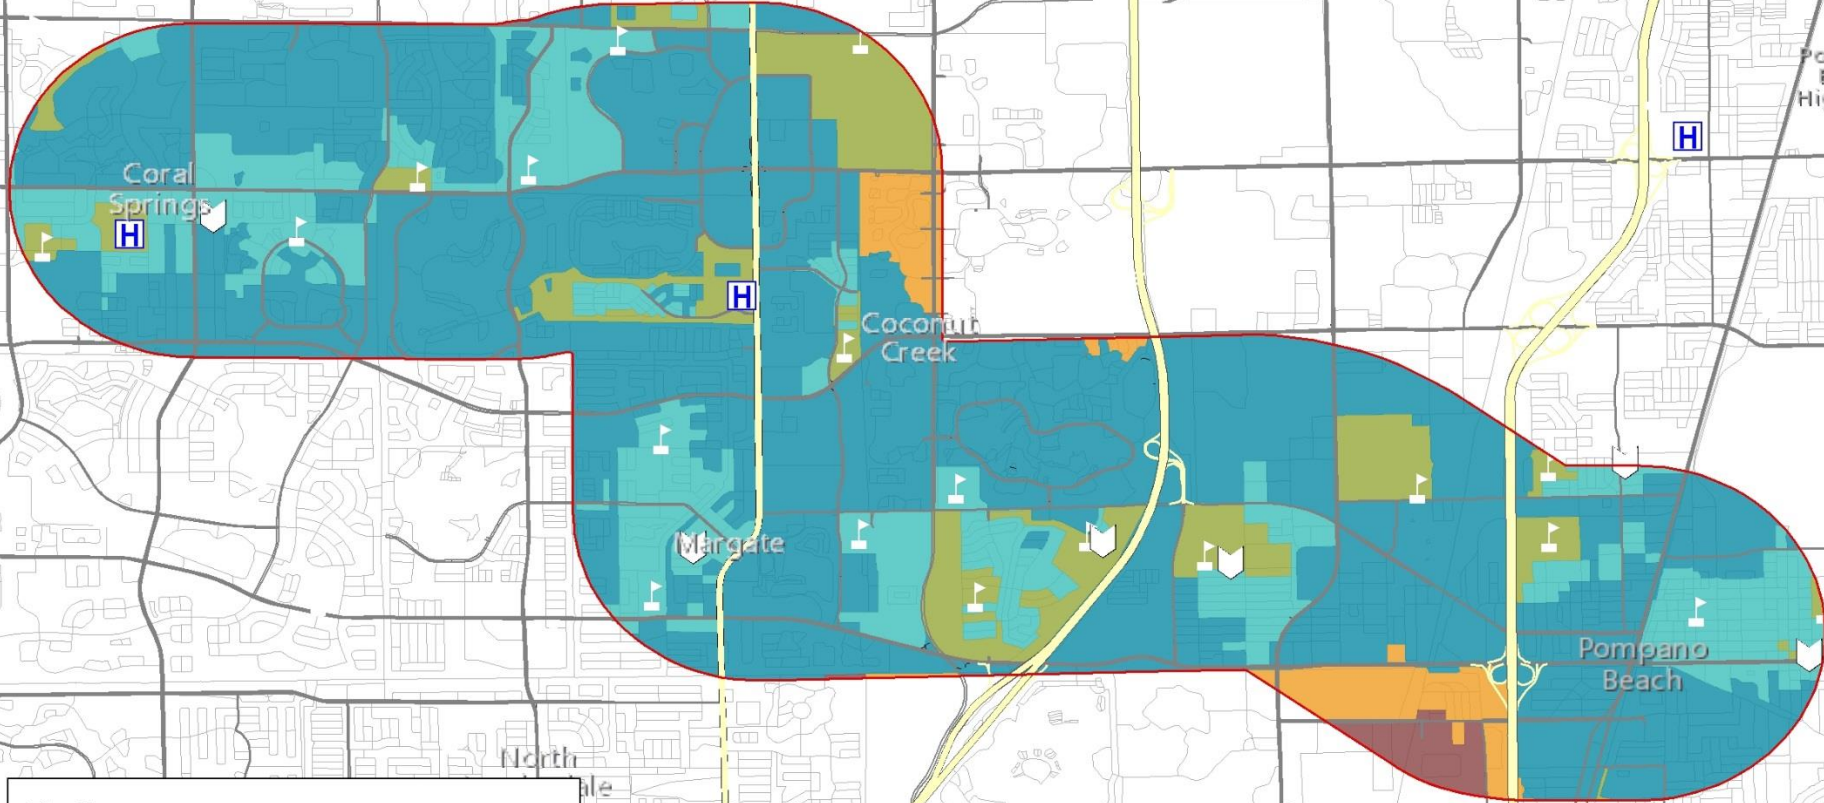 H
Coral
Springs
H
H
Coconut
Creek
Margate
Pompano
Beach
North